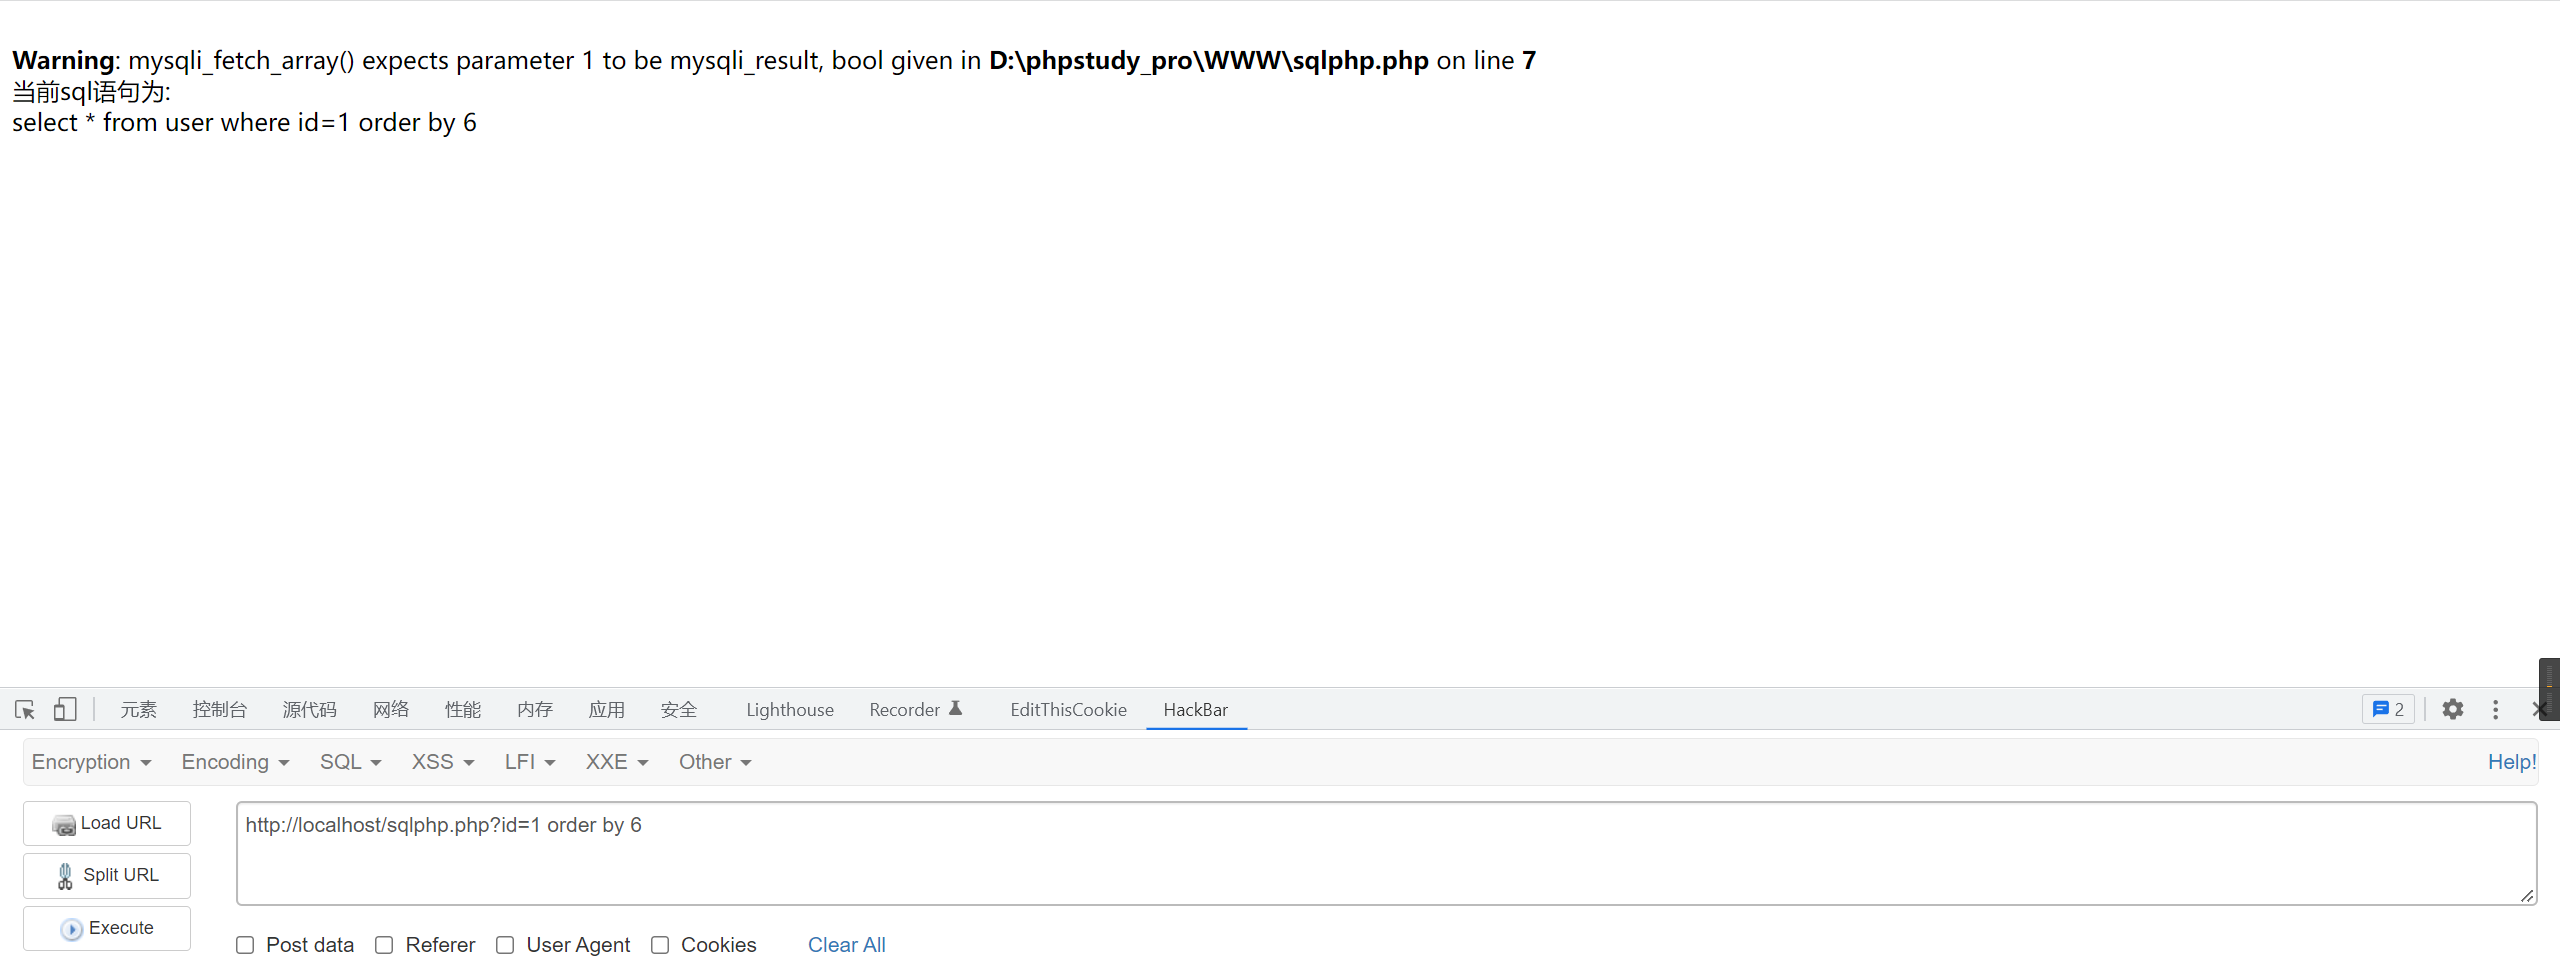 Warning: mysqli_fetch_array() expects parameter 1 to be mysqli_result, bool given in D:\phpstudy_pro\WWW\sqlphp.php on line 7
当前sql语句为:
select * from user where id=1 order by 6
元素 控制台 源代码 网络 性能 内存 应用 安全 Lighthouse Recorder EditThisCookie HackBar 2
Encryption Encoding SQL XSS LFI XXE Other Help!
Load URL http://localhost/sqlphp.php?id=1 order by 6
Split URL
Execute
Post data Referer User Agent Cookies Clear All